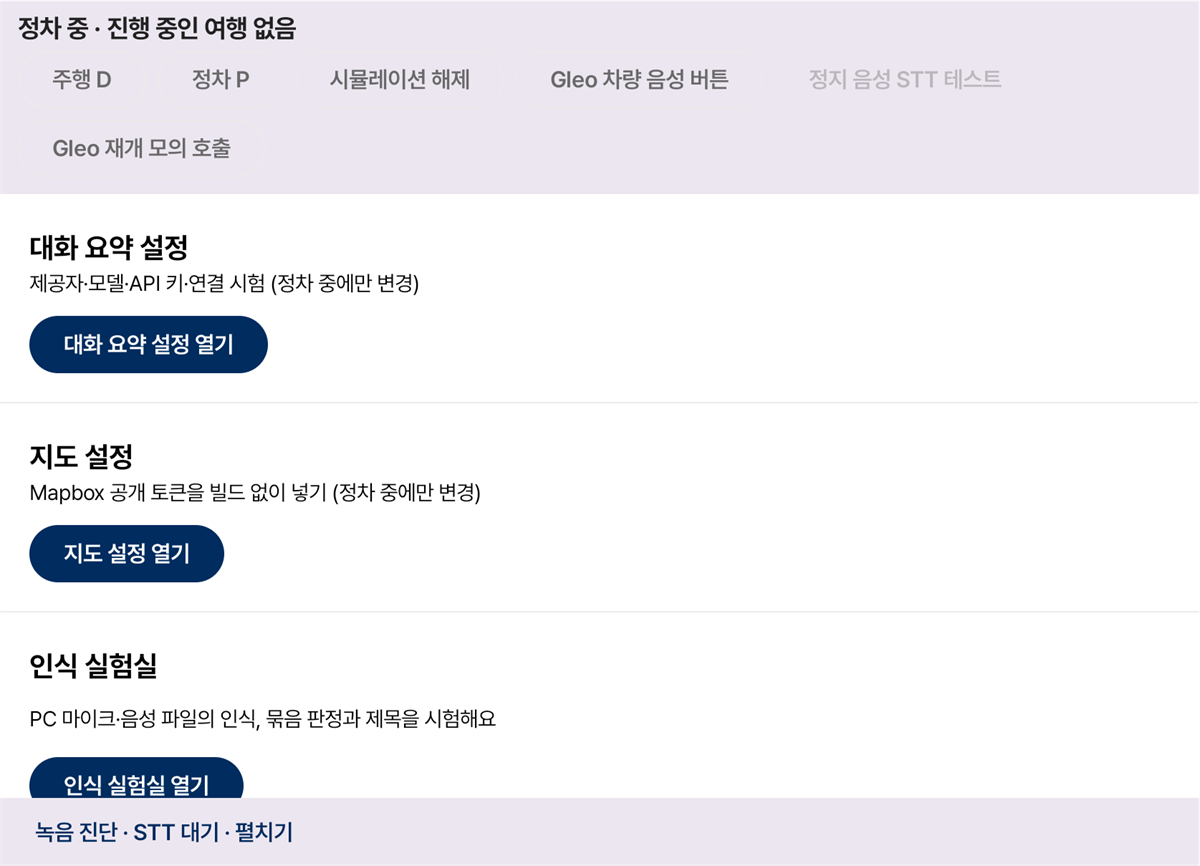 정차 중 · 진행 중인 여행 없음
주행 D 정차 P 시뮬레이션 해제 Gleo 차량 음성 버튼 정지 음성 STT 테스트
Gleo 재개 모의 호출
대화 요약 설정
제공자·모델·API 키·연결 시험 (정차 중에만 변경)
대화 요약 설정 열기
지도 설정
Mapbox 공개 토큰을 빌드 없이 넣기 (정차 중에만 변경)
지도 설정 열기
인식 실험실
PC 마이크·음성 파일의 인식, 묶음 판정과 제목을 시험해요
인식 실험실 열기
녹음 진단 · STT 대기 · 펼치기